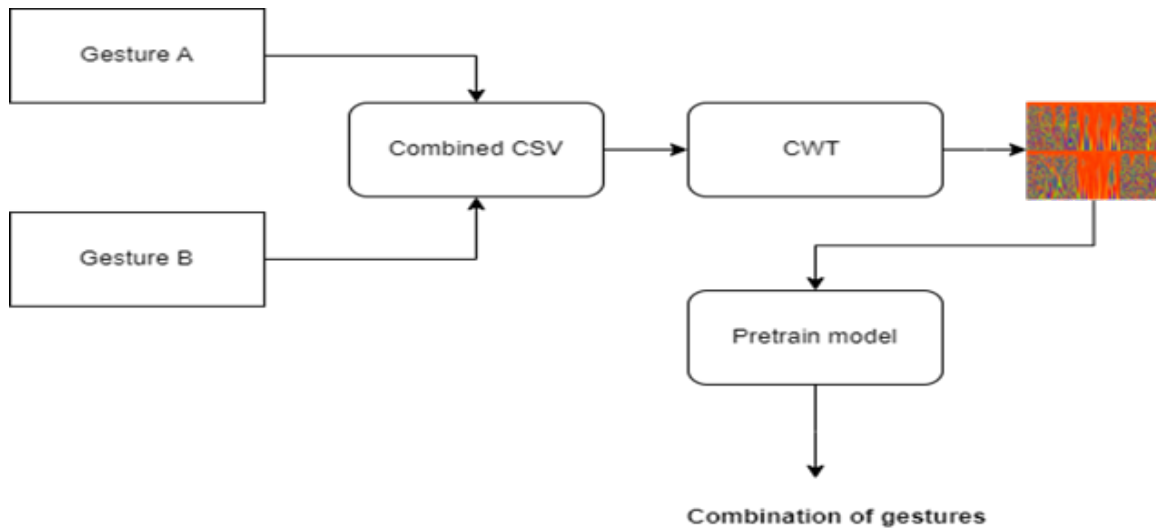 Gesture A
Combined CSV
CWT
Gesture B
Pretrain model
Combination of gestures